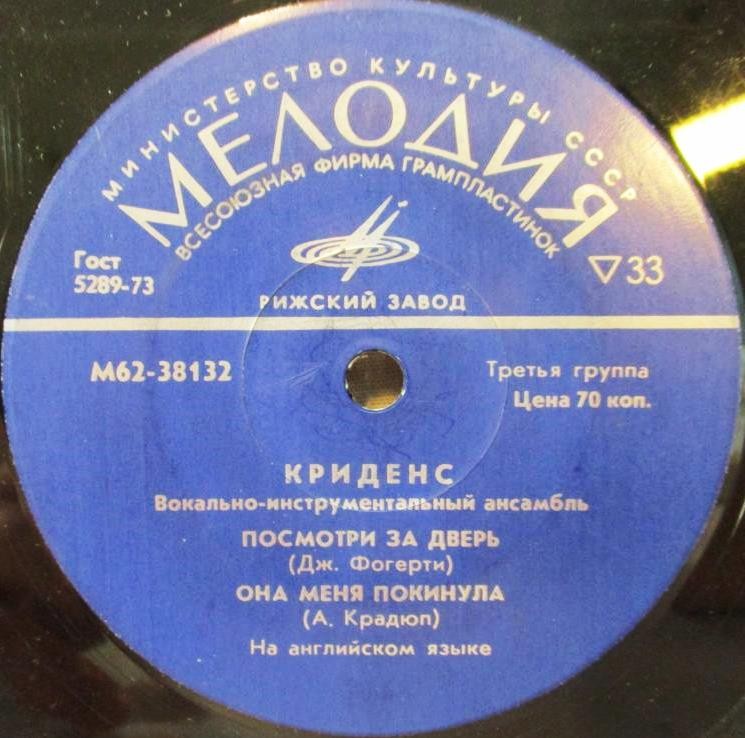 МИНИСТЕРСТВО КУЛЬТУРЫ СССР
МЕЛОДИЯ
ВСЕСОЮЗНАЯ ФИРМА ГРАМПЛАСТИНОК
Гост
5289-73
▽33
РИЖСКИЙ ЗАВОД
М62-38132
Третья группа
Цена 70 коп.
КРИДЕНС
Вокально-инструментальный ансамбль
ПОСМОТРИ ЗА ДВЕРЬ
(Дж. Фогерти)
ОНА МЕНЯ ПОКИНУЛА
(А. Крадюп)
На английском языке